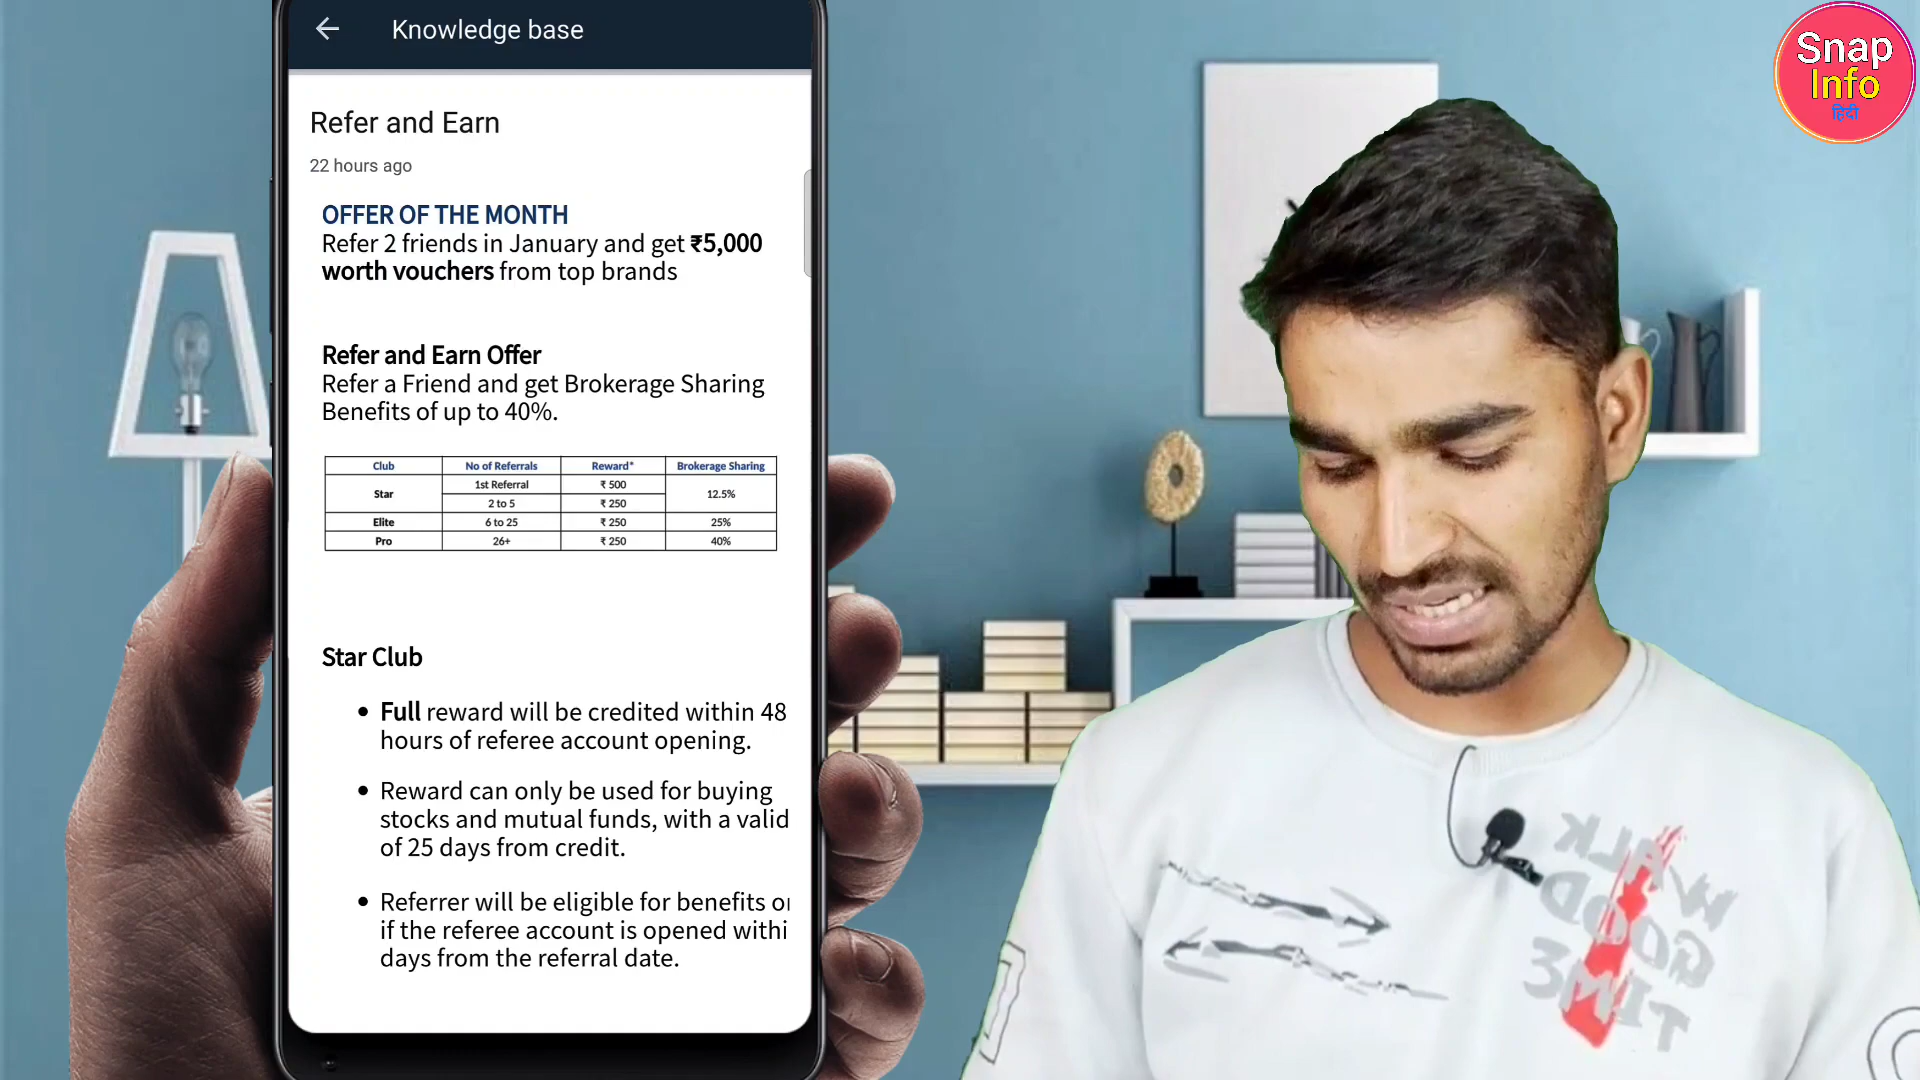 Knowledge base
Refer and Earn
22 hours ago
OFFER OF THE MONTH
Refer 2 friends in January and get ₹5,000
worth vouchers from top brands
Refer and Earn Offer
Refer a Friend and get Brokerage Sharing
Benefits of up to 40%.
Club No of Referrals Reward* Brokerage Sharing
Star 1st Referral ₹ 500 12.5%
2 to 5 ₹ 250
Elite 6 to 25 ₹ 250 25%
Pro 26+ ₹ 250 40%
Star Club
• Full reward will be credited within 48
hours of referee account opening.
• Reward can only be used for buying
stocks and mutual funds, with a valid
of 25 days from credit.
• Referrer will be eligible for benefits
if the referee account is opened withi
days from the referral date.
Snap
Info
हिंदी
WALK
GOOD
TIME